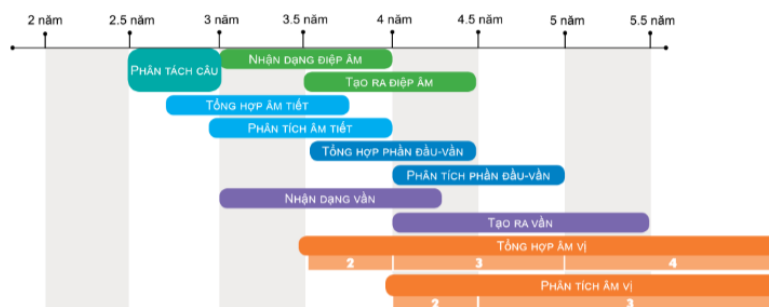 2 năm 2.5 năm 3 năm 3.5 năm 4 năm 4.5 năm 5 năm 5.5 năm
PHÂN TÁCH CÂU
NHẬN DẠNG ĐIỆP ÂM
TẠO RA ĐIỆP ÂM
TỔNG HỢP ÂM TIẾT
PHÂN TÍCH ÂM TIẾT
TỔNG HỢP PHẦN ĐẦU-VẦN
PHÂN TÍCH PHẦN ĐẦU-VẦN
NHẬN DẠNG VẦN
TẠO RA VẦN
TỔNG HỢP ÂM VỊ
2 3 4
PHÂN TÍCH ÂM VỊ
2 3